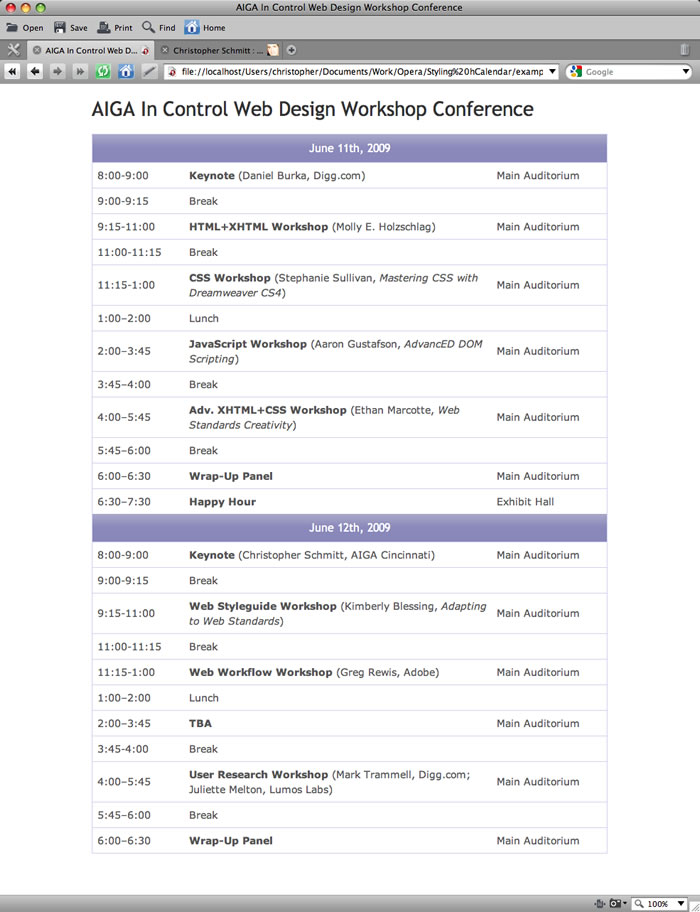 AIGA In Control Web Design Workshop Conference
Open Save Print Find Home
AIGA In Control Web D... Christopher Schmitt : ...
file://localhost/Users/christopher/Documents/Work/Opera/Styling%20hCalendar/examp Google
AIGA In Control Web Design Workshop Conference
June 11th, 2009
8:00-9:00 Keynote (Daniel Burka, Digg.com) Main Auditorium
9:00-9:15 Break
9:15-11:00 HTML+XHTML Workshop (Molly E. Holzschlag) Main Auditorium
11:00-11:15 Break
11:15-1:00 CSS Workshop (Stephanie Sullivan, Mastering CSS with
Dreamweaver CS4) Main Auditorium
1:00–2:00 Lunch
2:00–3:45 JavaScript Workshop (Aaron Gustafson, AdvancED DOM
Scripting) Main Auditorium
3:45–4:00 Break
4:00–5:45 Adv. XHTML+CSS Workshop (Ethan Marcotte, Web
Standards Creativity) Main Auditorium
5:45–6:00 Break
6:00–6:30 Wrap-Up Panel Main Auditorium
6:30–7:30 Happy Hour Exhibit Hall
June 12th, 2009
8:00-9:00 Keynote (Christopher Schmitt, AIGA Cincinnati) Main Auditorium
9:00-9:15 Break
9:15-11:00 Web Styleguide Workshop (Kimberly Blessing, Adapting
to Web Standards) Main Auditorium
11:00-11:15 Break
11:15-1:00 Web Workflow Workshop (Greg Rewis, Adobe) Main Auditorium
1:00–2:00 Lunch
2:00–3:45 TBA Main Auditorium
3:45-4:00 Break
4:00–5:45 User Research Workshop (Mark Trammell, Digg.com;
Juliette Melton, Lumos Labs) Main Auditorium
5:45–6:00 Break
6:00–6:30 Wrap-Up Panel Main Auditorium
100%